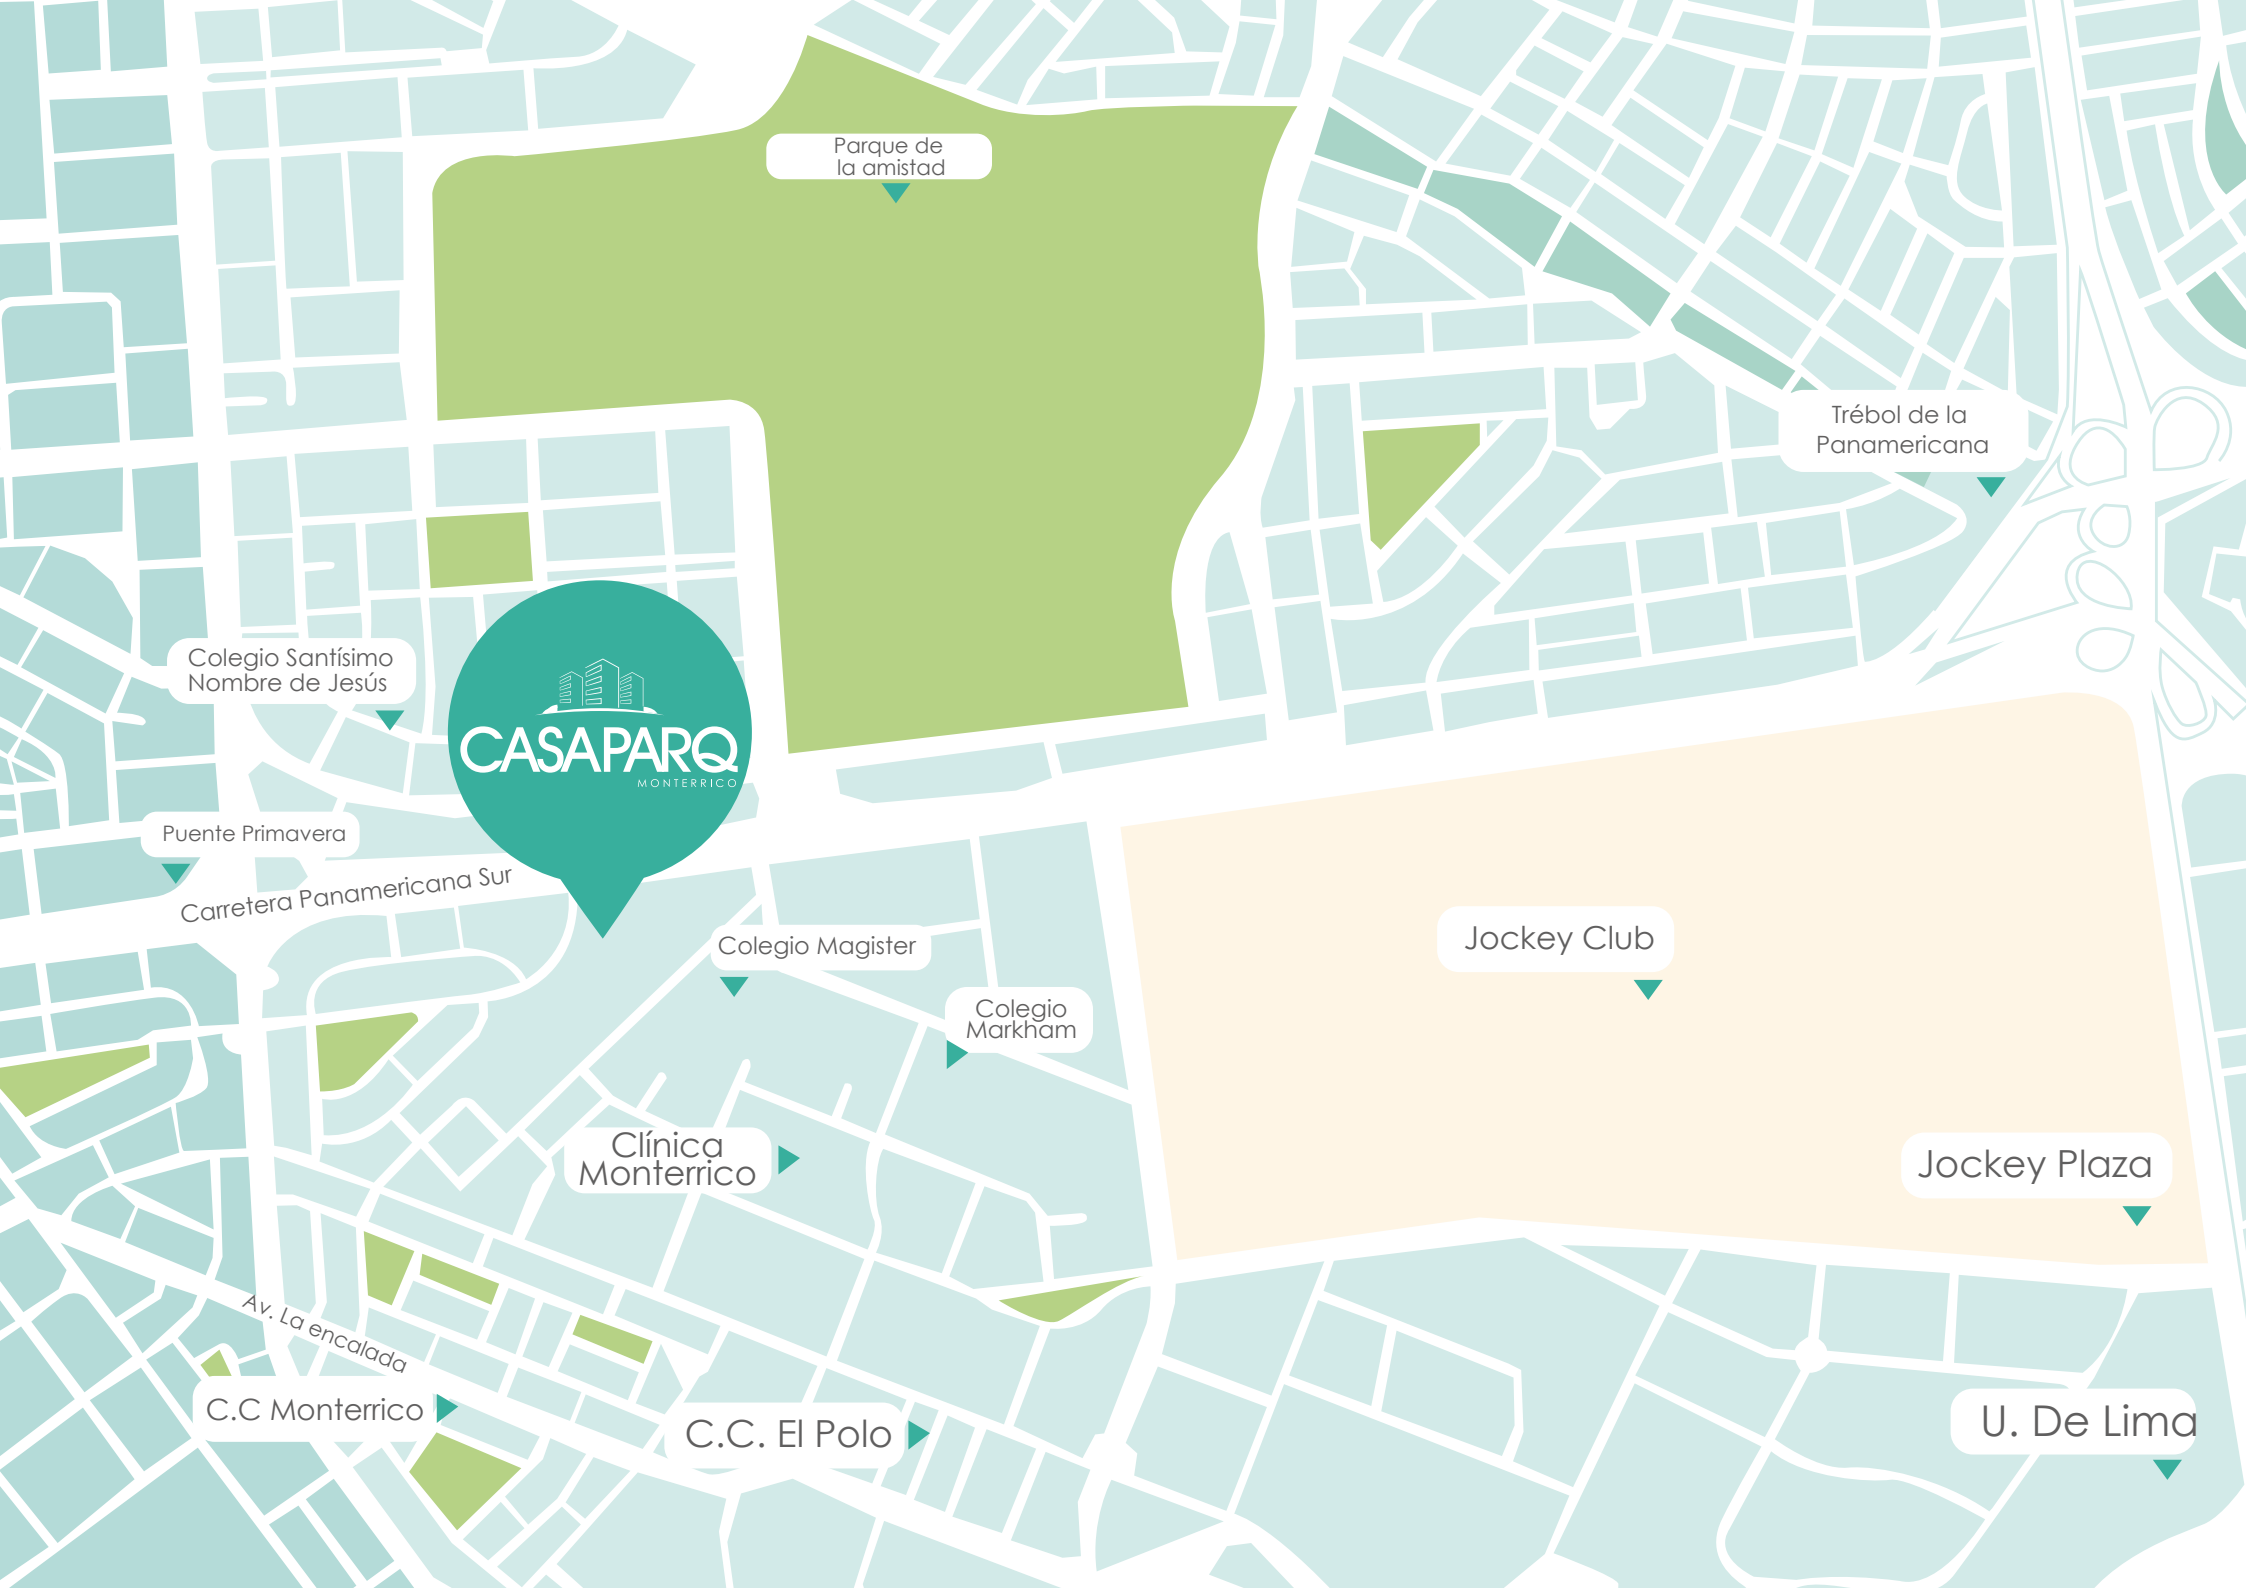 Parque de
la amistad
Trébol de la
Panamericana
Colegio Santísimo
Nombre de Jesús
CASAPARQ
MONTERRICO
Puente Primavera
Carretera Panamericana Sur
Colegio Magister
Jockey Club
Colegio
Markham
Clínica
Monterrico
Jockey Plaza
Av. La encalada
C.C Monterrico
C.C. El Polo
U. De Lima